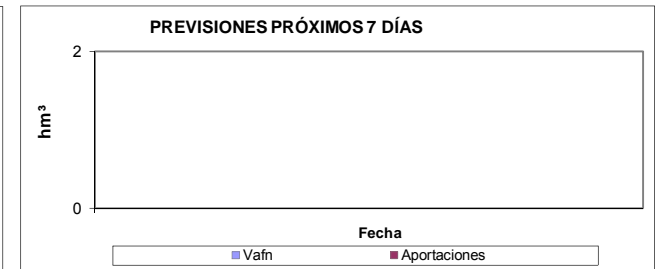 PREVISIONES PRÓXIMOS 7 DÍAS
2
hm³
0
Fecha
Vafn Aportaciones